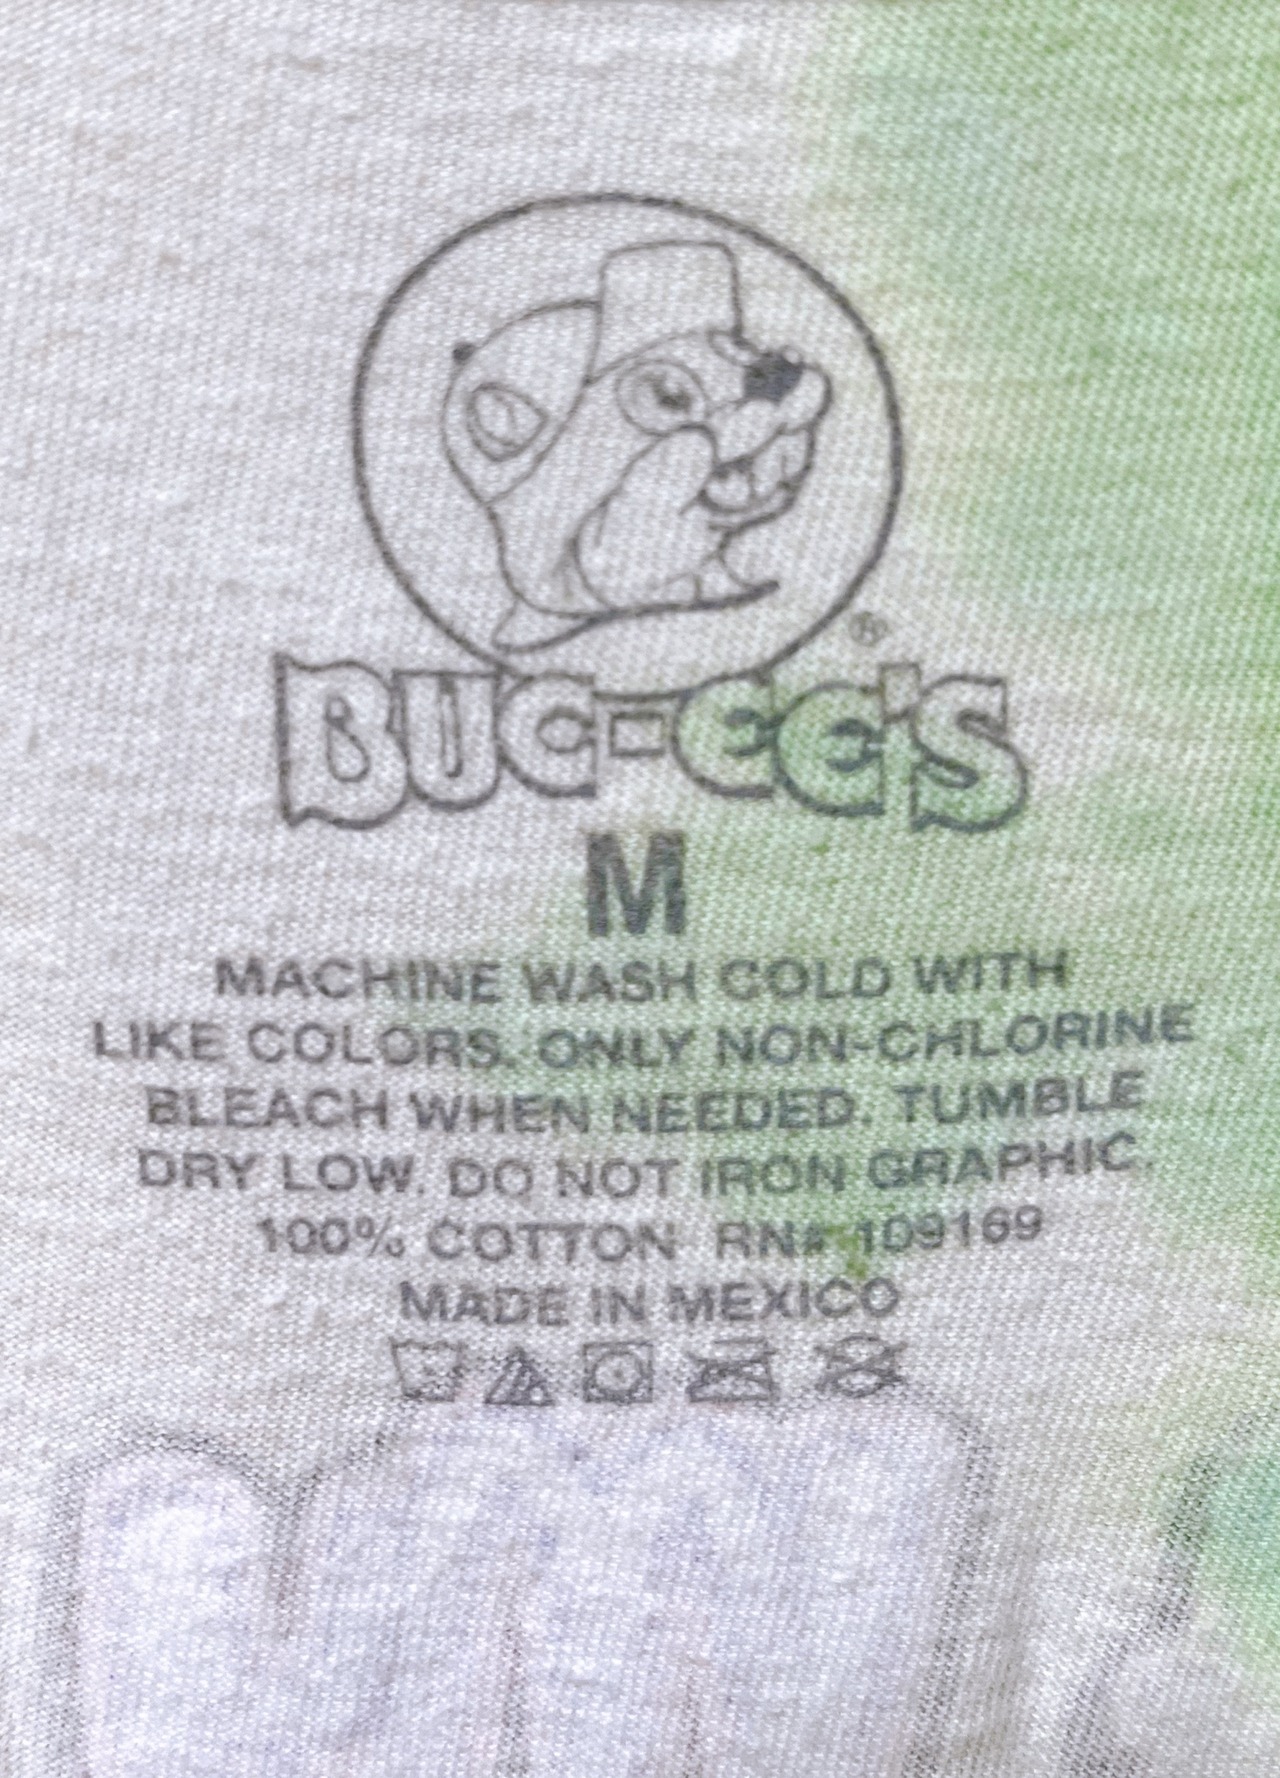 ®
BUC-EE'S
M
MACHINE WASH COLD WITH
LIKE COLORS. ONLY NON-CHLORINE
BLEACH WHEN NEEDED. TUMBLE
DRY LOW. DO NOT IRON GRAPHIC.
100% COTTON RN# 109169
MADE IN MEXICO